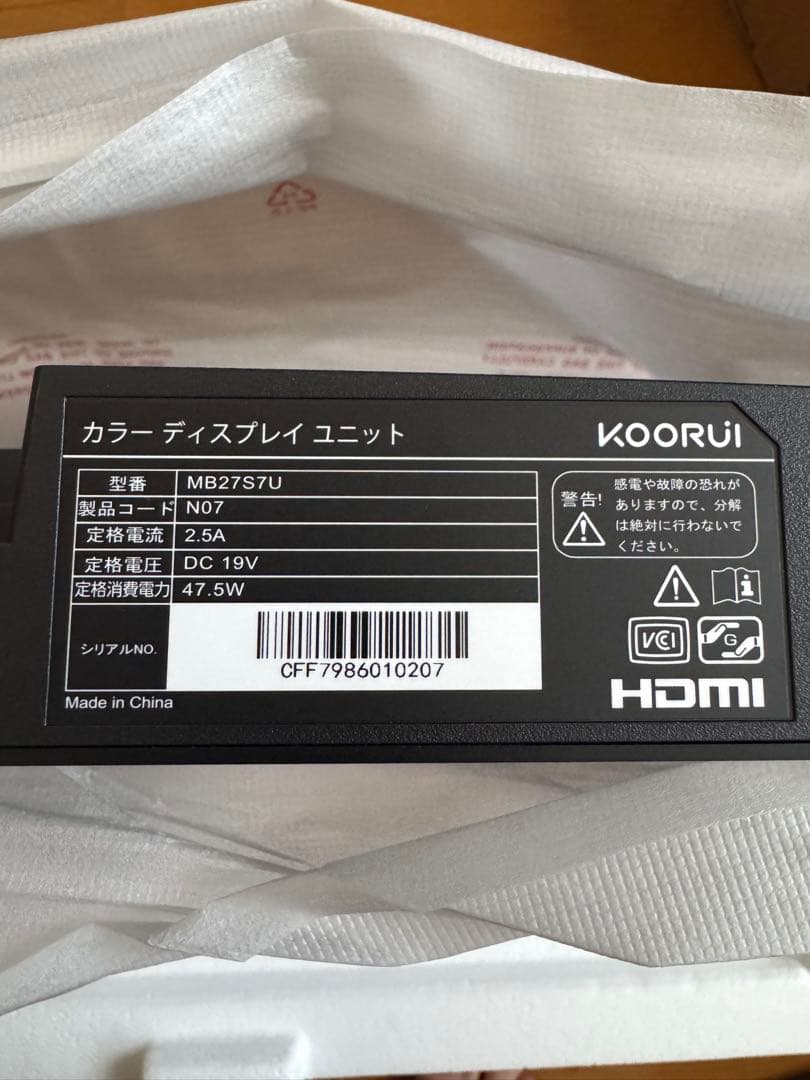 カラー ディスプレイ ユニット
KOORUI
型番 MB27S7U
製品コード N07
定格電流 2.5A
定格電圧 DC 19V
定格消費電力 47.5W
シリアルNO.
CFF7986010207
Made in China
警告!
感電や故障の恐れが
ありますので、分解
は絶対に行わないで
ください。
VCCI
G
HDMI